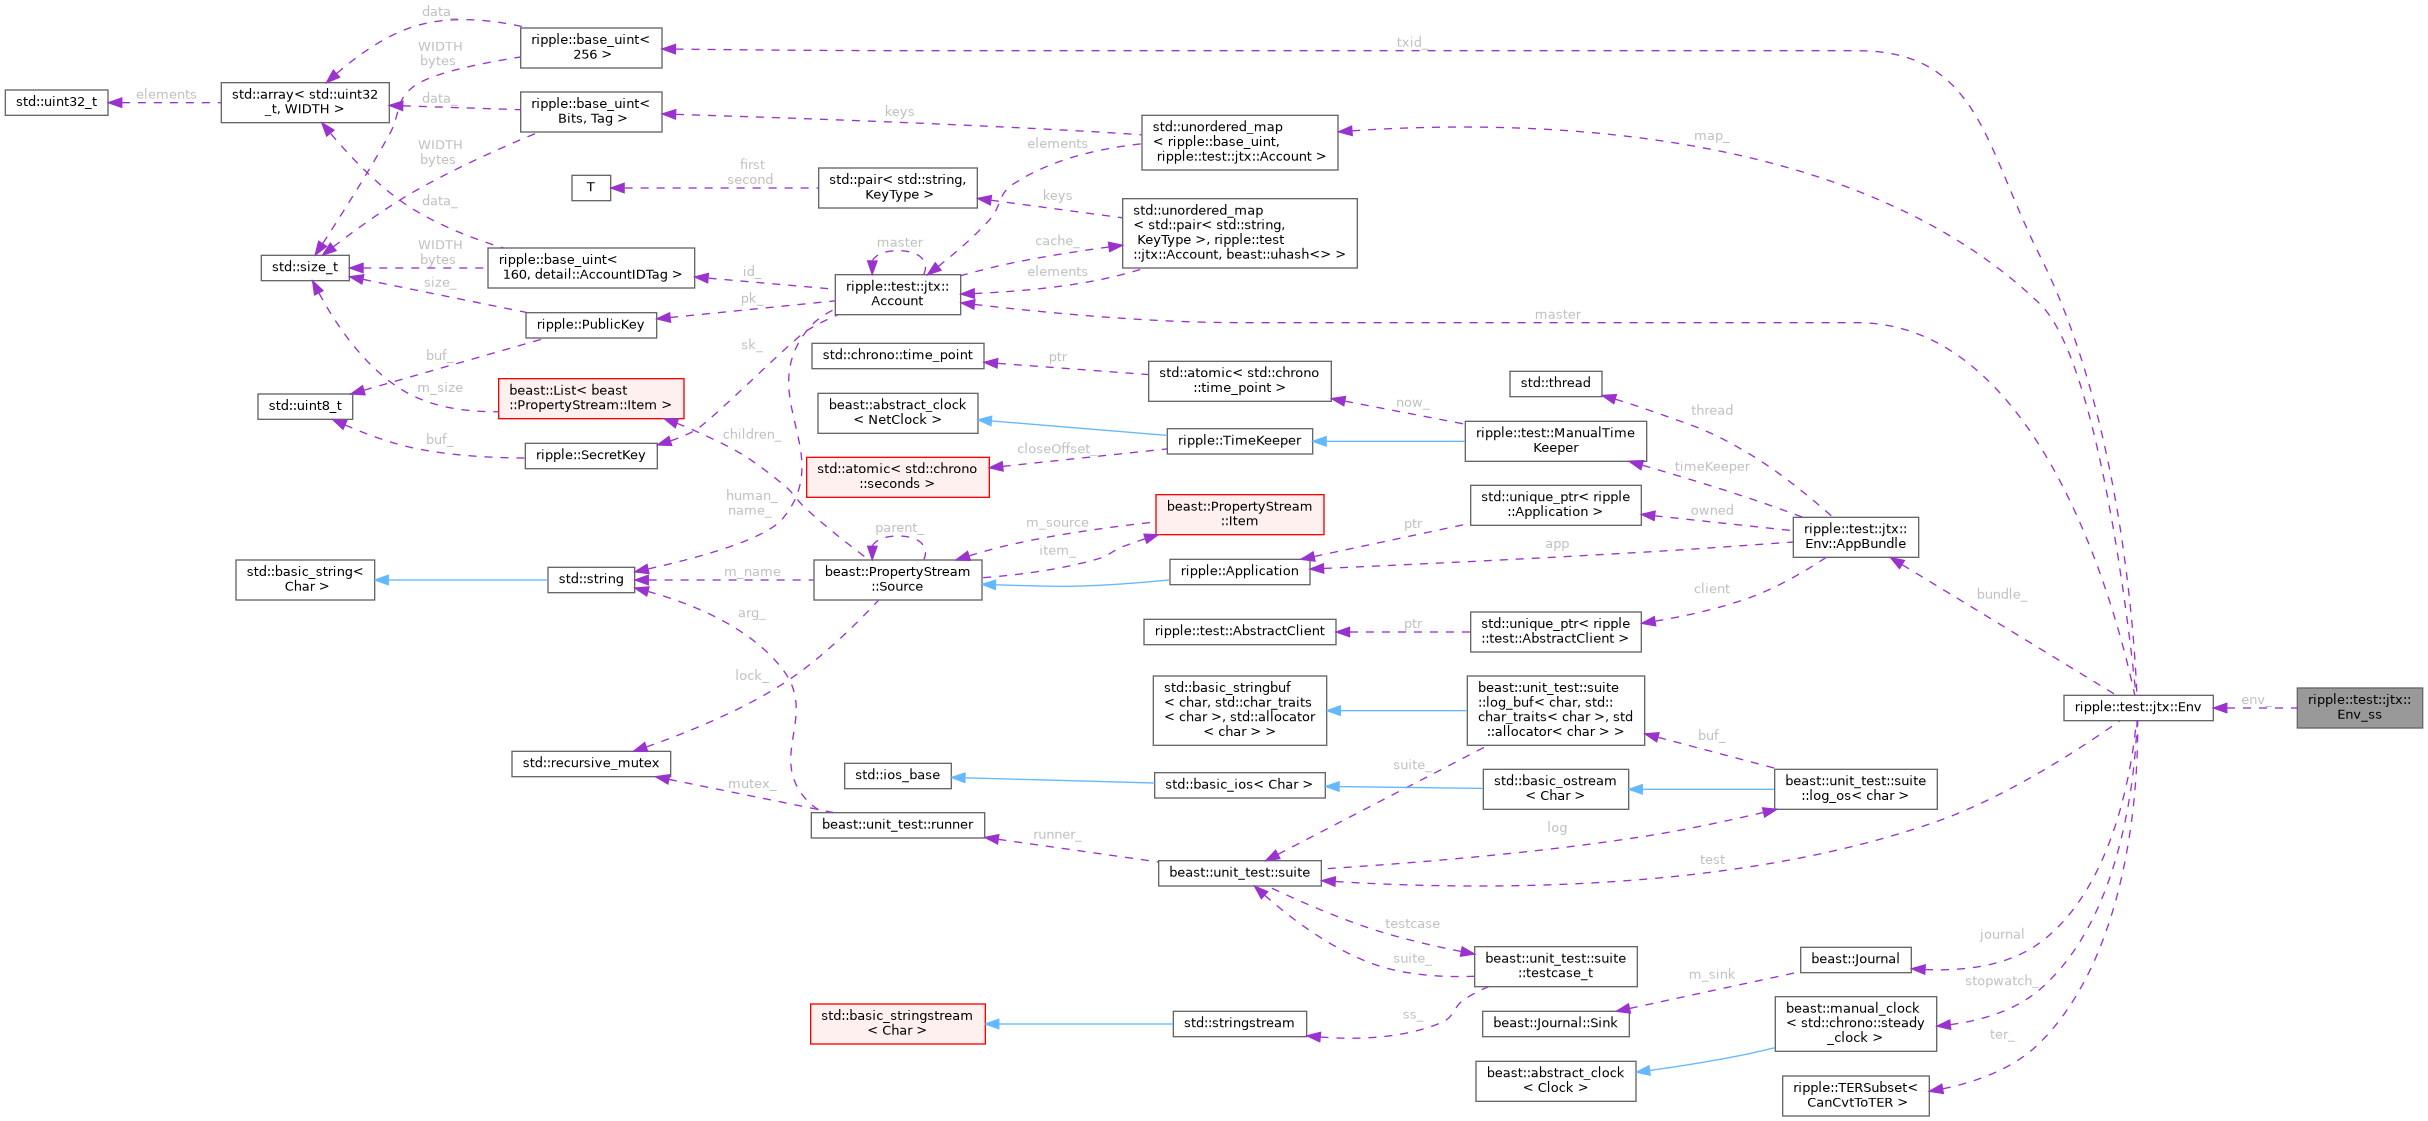 data_
WIDTH
bytes
ripple::base_uint<
256 >
txid_
std::uint32_t
elements
std::array< std::uint32
_t, WIDTH >
data_
ripple::base_uint<
Bits, Tag >
keys
std::unordered_map
< ripple::base_uint,
ripple::test::jtx::Account >
map_
WIDTH
bytes
elements
first
second
T
std::pair< std::string,
KeyType >
keys
std::unordered_map
< std::pair< std::string,
KeyType >, ripple::test
::jtx::Account, beast::uhash<> >
data_
WIDTH
bytes
std::size_t
ripple::base_uint<
160, detail::AccountIDTag >
size_
id_
master
cache_
elements
ripple::test::jtx::
Account
pk_
master
ripple::PublicKey
buf_
sk_
std::chrono::time_point
ptr
std::atomic< std::chrono
::time_point >
std::thread
thread
m_size
beast::List< beast
::PropertyStream::Item >
std::uint8_t
beast::abstract_clock
< NetClock >
now_
ripple::TimeKeeper
ripple::test::ManualTime
Keeper
children_
buf_
ripple::SecretKey
closeOffset_
timeKeeper
std::atomic< std::chrono
::seconds >
human_
name_
beast::PropertyStream
::Item
std::unique_ptr< ripple
::Application >
owned
parent_
m_source
ptr
item_
app
ripple::test::jtx::
Env::AppBundle
std::basic_string<
Char >
std::string
m_name
beast::PropertyStream
::Source
ripple::Application
client
bundle_
arg_
ripple::test::AbstractClient
ptr
std::unique_ptr< ripple
::test::AbstractClient >
lock_
std::basic_stringbuf
< char, std::char_traits
< char >, std::allocator
< char > >
beast::unit_test::suite
::log_buf< char, std::
char_traits< char >, std
::allocator< char > >
buf_
ripple::test::jtx::Env
env_
ripple::test::jtx::
Env_ss
std::recursive_mutex
mutex_
std::ios_base
suite_
std::basic_ios< Char >
std::basic_ostream
< Char >
beast::unit_test::suite
::log_os< char >
beast::unit_test::runner
runner_
log
test
beast::unit_test::suite
testcase
suite_
beast::unit_test::suite
::testcase_t
journal
beast::Journal
m_sink
stopwatch_
std::basic_stringstream
< Char >
std::stringstream
ss_
beast::Journal::Sink
beast::manual_clock
< std::chrono::steady
_clock >
ter_
beast::abstract_clock
< Clock >
ripple::TERSubset<
CanCvtToTER >